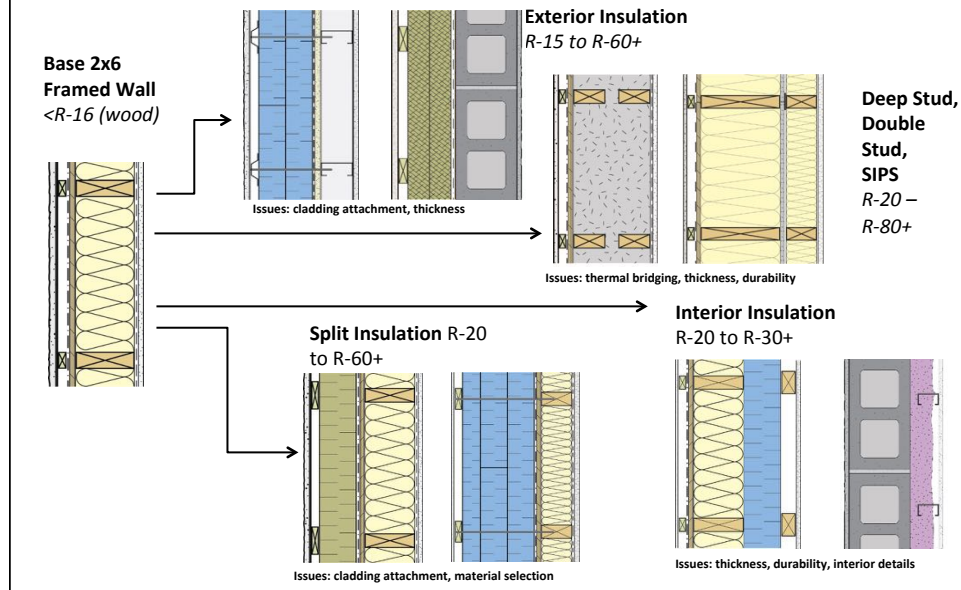 Base 2x6
Framed Wall
<R-16 (wood)
Exterior Insulation
R-15 to R-60+
Issues: cladding attachment, thickness
Deep Stud,
Double
Stud,
SIPS
R-20 –
R-80+
Issues: thermal bridging, thickness, durability
Split Insulation R-20
to R-60+
Issues: cladding attachment, material selection
Interior Insulation
R-20 to R-30+
Issues: thickness, durability, interior details